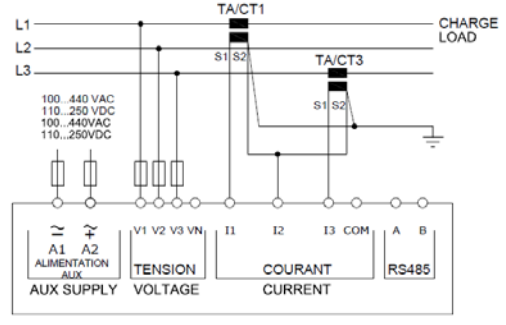 TA/CT1
L1
CHARGE
LOAD
L2
S1 S2
TA/CT3
L3
100...440 VAC
110...250 VDC
100...440VAC
110...250VDC
S1 S2
V1 V2 V3 VN I1 I2 I3 COM A B
A1 A2
ALIMENTATION
AUX
TENSION COURANT RS485
AUX SUPPLY VOLTAGE CURRENT